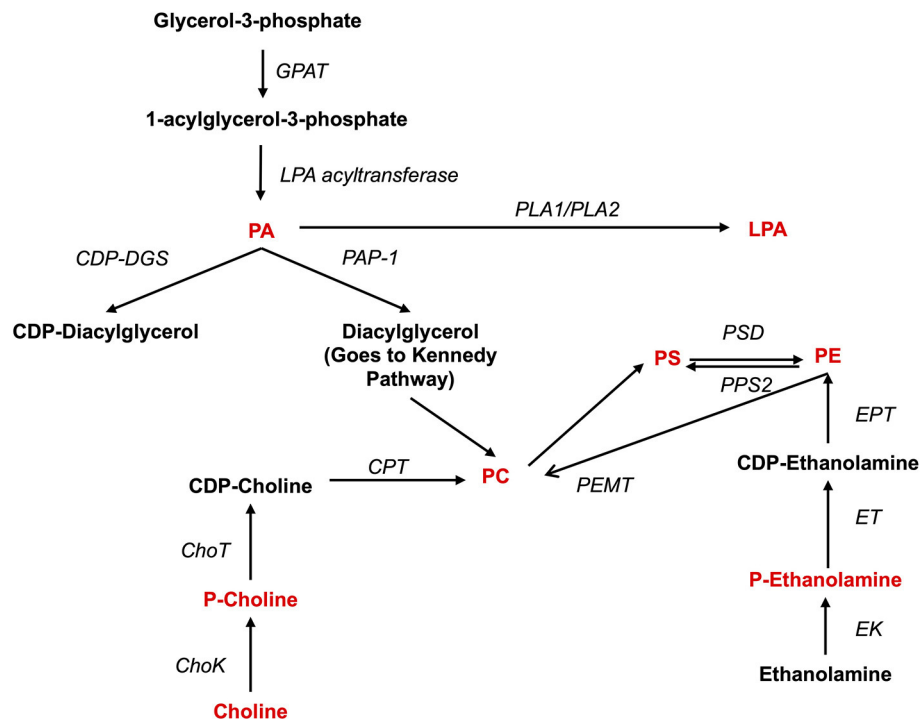 Glycerol-3-phosphate
GPAT
1-acylglycerol-3-phosphate
LPA acyltransferase
PLA1/PLA2
PA
LPA
CDP-DGS
PAP-1
CDP-Diacylglycerol
Diacylglycerol
(Goes to Kennedy
Pathway)
PSD
PS
PE
PPS2
EPT
CPT
PC
CDP-Choline
PEMT
CDP-Ethanolamine
ChoT
ET
P-Choline
P-Ethanolamine
ChoK
EK
Choline
Ethanolamine